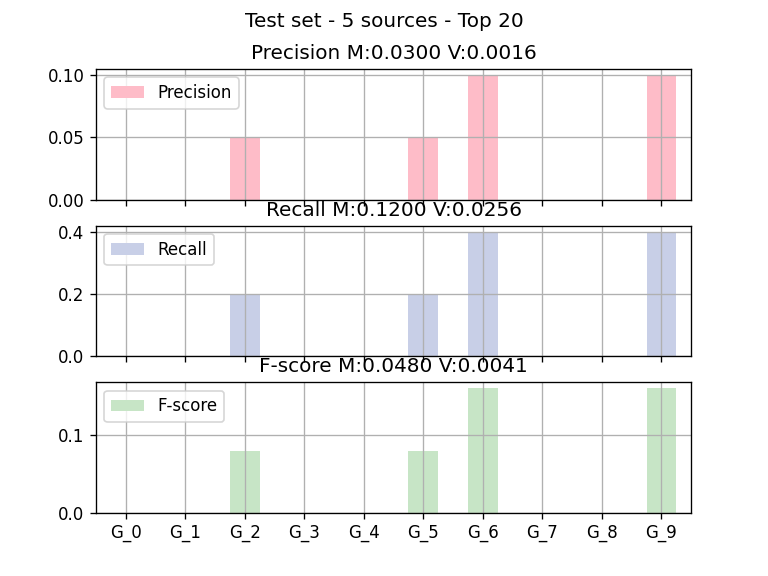 Test set - 5 sources - Top 20
Precision M:0.0300 V:0.0016
0.10
Precision
0.05
0.00
Recall M:0.1200 V:0.0256
0.4
Recall
0.2
0.0
F-score M:0.0480 V:0.0041
F-score
0.1
0.0
G_0 G_1 G_2 G_3 G_4 G_5 G_6 G_7 G_8 G_9